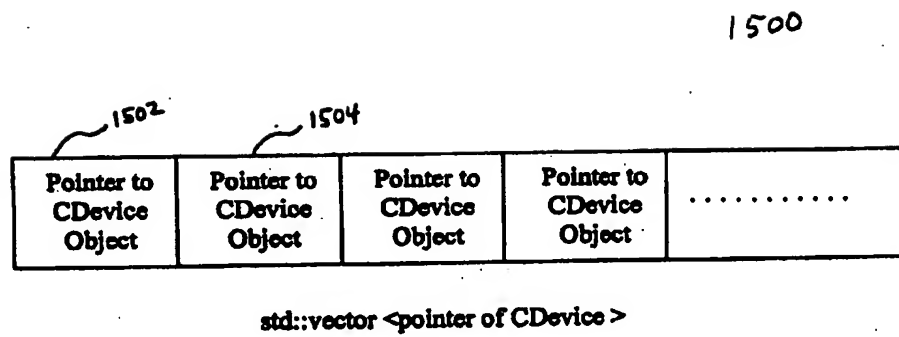 1500
1502
1504
Pointer to
CDevice
Object
Pointer to
CDevice
Object
Pointer to
CDevice
Object
Pointer to
CDevice
Object
...........
std::vector <pointer of CDevice >